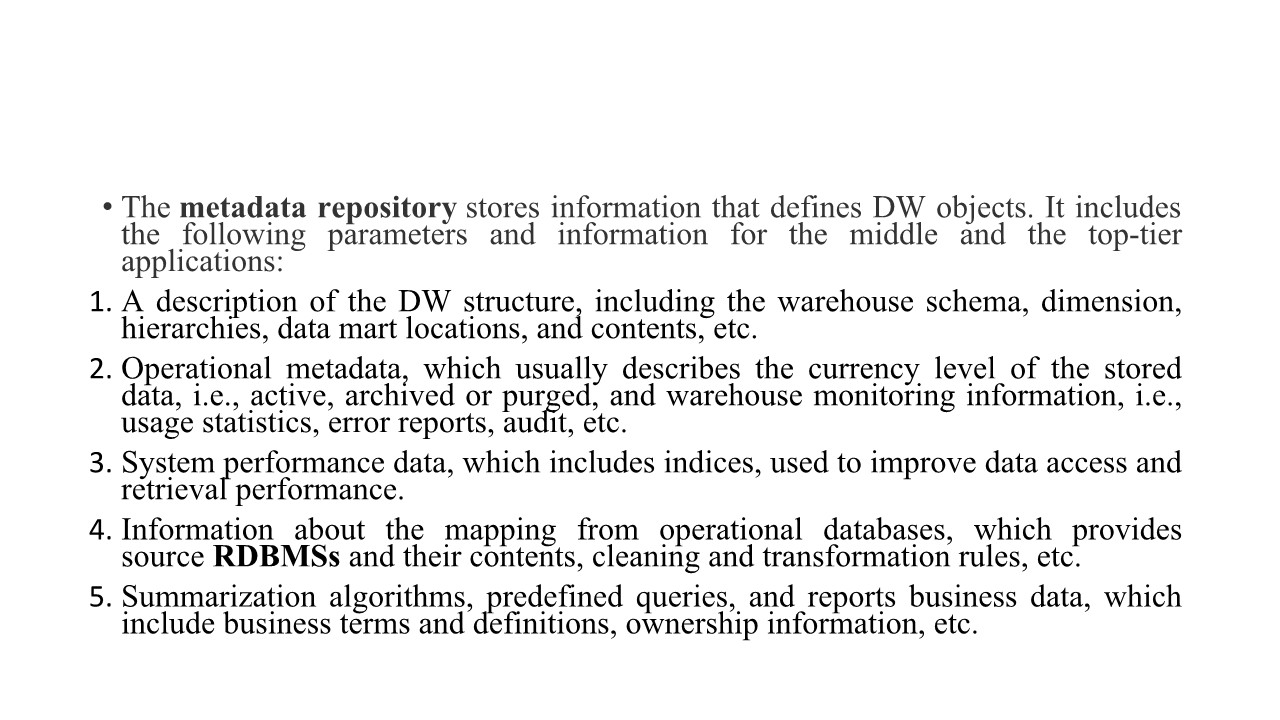 • The metadata repository stores information that defines DW objects. It includes
the following parameters and information for the middle and the top-tier
applications:
1. A description of the DW structure, including the warehouse schema, dimension,
hierarchies, data mart locations, and contents, etc.
2. Operational metadata, which usually describes the currency level of the stored
data, i.e., active, archived or purged, and warehouse monitoring information, i.e.,
usage statistics, error reports, audit, etc.
3. System performance data, which includes indices, used to improve data access and
retrieval performance.
4. Information about the mapping from operational databases, which provides
source RDBMSs and their contents, cleaning and transformation rules, etc.
5. Summarization algorithms, predefined queries, and reports business data, which
include business terms and definitions, ownership information, etc.